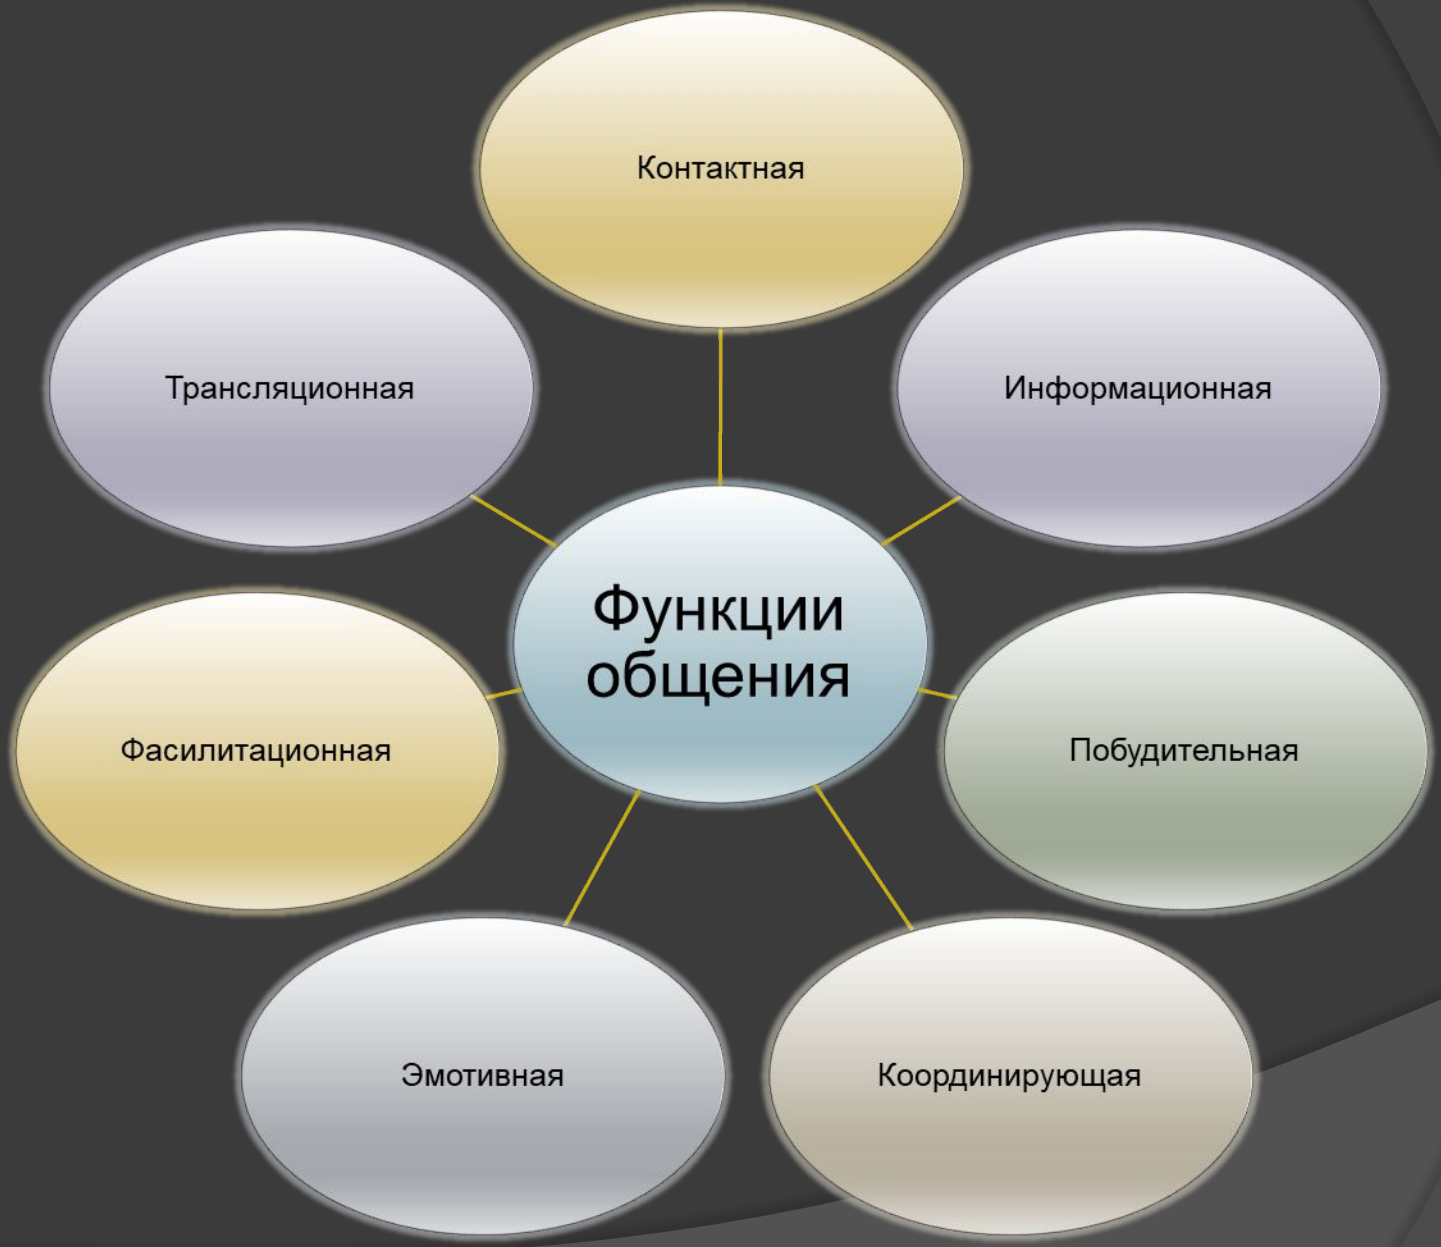 Контактная
Трансляционная
Информационная
Функции
общения
Фасилитационная
Побудительная
Эмотивная
Координирующая